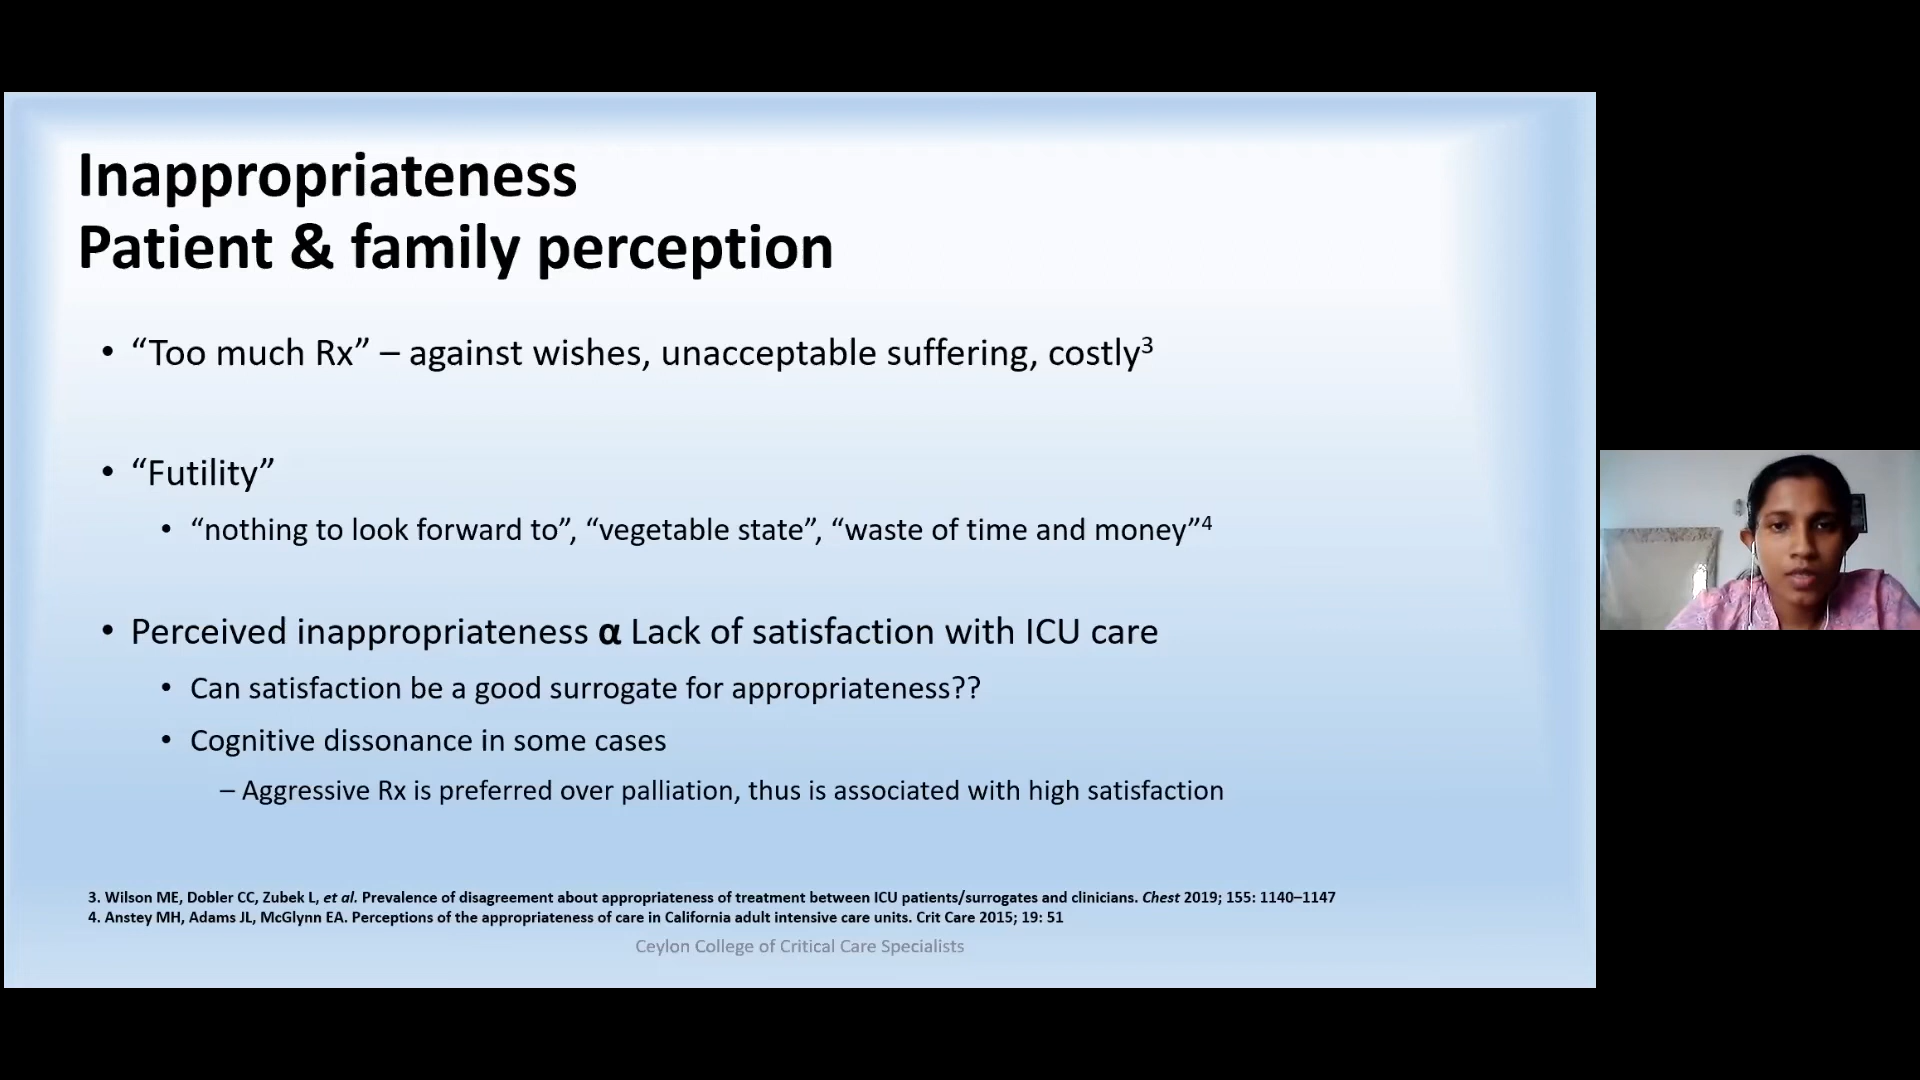 Inappropriateness
Patient & family perception
• “Too much Rx” – against wishes, unacceptable suffering, costly³
• “Futility”
• “nothing to look forward to”, “vegetable state”, “waste of time and money”⁴
• Perceived inappropriateness α Lack of satisfaction with ICU care
• Can satisfaction be a good surrogate for appropriateness??
• Cognitive dissonance in some cases
– Aggressive Rx is preferred over palliation, thus is associated with high satisfaction
3. Wilson ME, Dobler CC, Zubek L, et al. Prevalence of disagreement about appropriateness of treatment between ICU patients/surrogates and clinicians. Chest 2019; 155: 1140–1147
4. Anstey MH, Adams JL, McGlynn EA. Perceptions of the appropriateness of care in California adult intensive care units. Crit Care 2015; 19: 51
Ceylon College of Critical Care Specialists